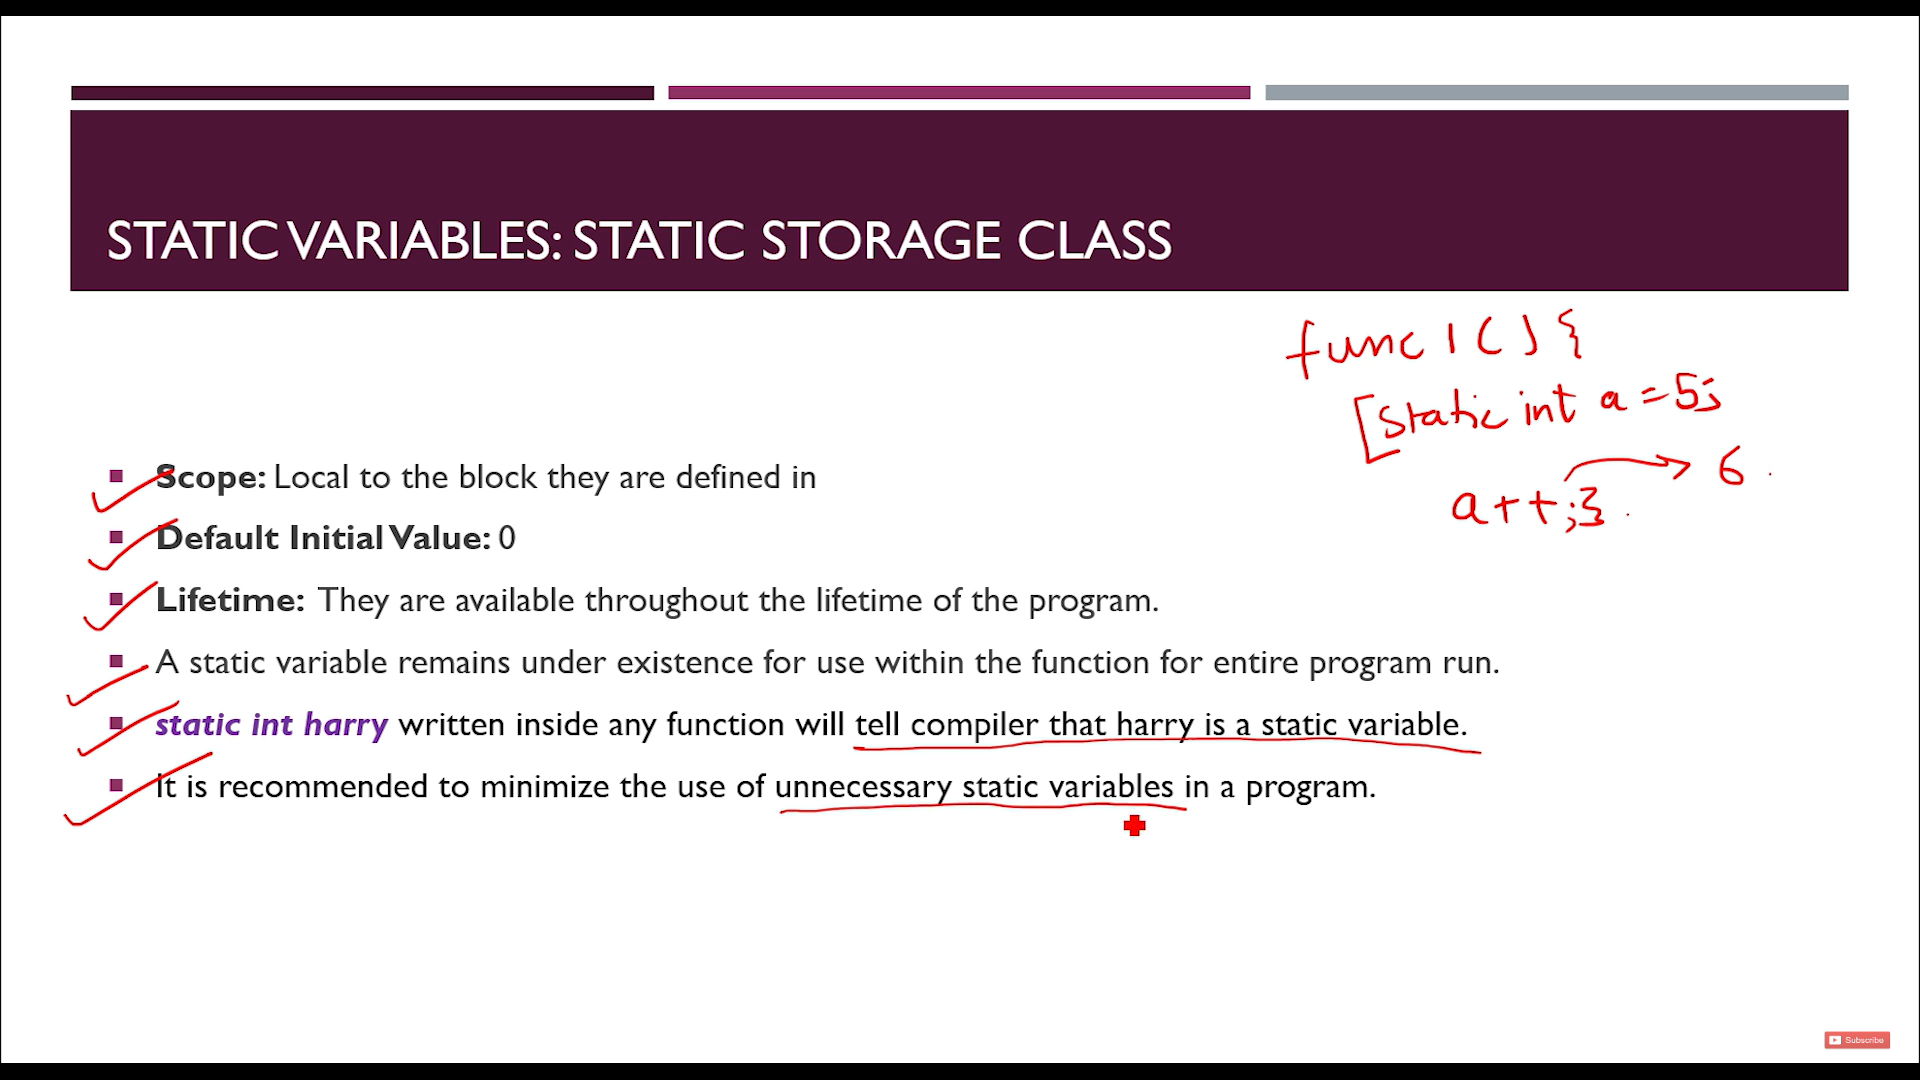 STATIC VARIABLES: STATIC STORAGE CLASS
func1(){
[static int a=5;
6
a++;}
Scope: Local to the block they are defined in
Default Initial Value: 0
Lifetime: They are available throughout the lifetime of the program.
A static variable remains under existence for use within the function for entire program run.
static int harry written inside any function will tell compiler that harry is a static variable.
It is recommended to minimize the use of unnecessary static variables in a program.
Subscribe